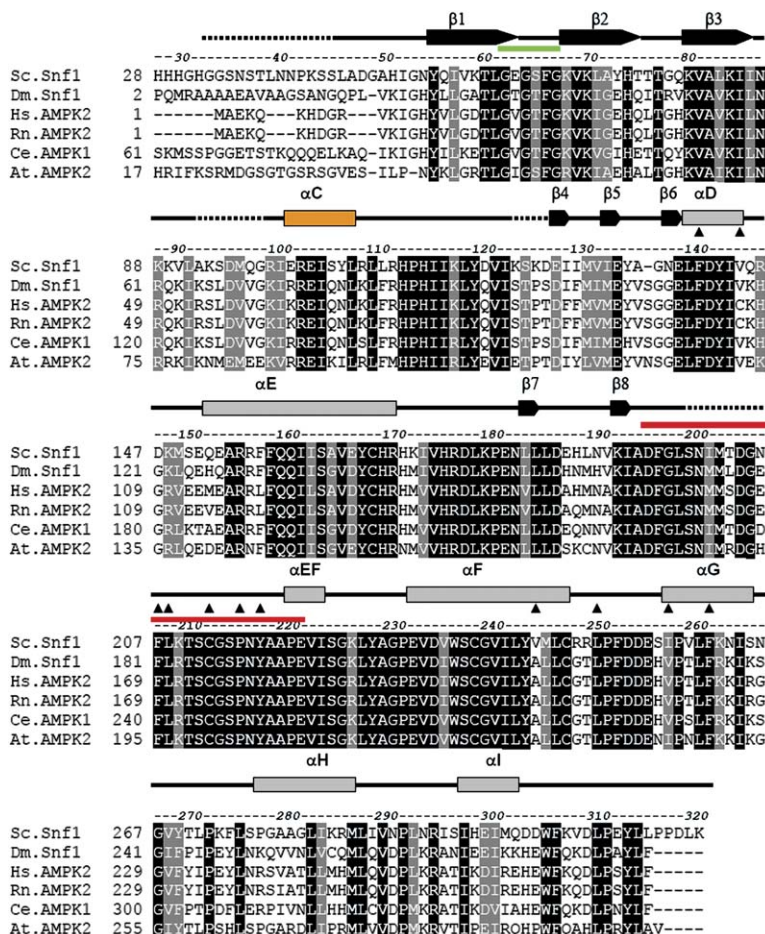 β1 β2 β3
---30--------40--------50--------60--------70--------80------
Sc.Snf1 28 HHHGHGGSNSTLNNPKSSLADGAHIGNYQIVKTLGEGSFGKVKLAYHTTTGQKVALKIIN
Dm.Snf1 2 PQMRAAAAEAVAAGSANGQPL-VKIGHYLLGATLGTGTFGKVKIGEHQITRVKVAVKILN
Hs.AMPK2 1 ------MAEKQ----KHDGR--VKIGHYVLGDTLGVGTFGKVKIGEHQLTGHKVAVKILN
Rn.AMPK2 1 ------MAEKQ----KHDGR--VKIGHYVLGDTLGVGTFGKVKIGEHQLTGHKVAVKILN
Ce.AMPK1 61 SKMSSPGGETSTKQQQELKAQ-IKIGHYILKETLGVGTFGKVKVGIHETTQYKVAVKILN
At.AMPK2 17 HRIFKSRMDGSGTGSRSGVES-ILP-NYKLGRTLGIGSFGRVKIAEHALTGHKVAIKILN
αC β4 β5 β6 αD
--90--------100-------110-------120-------130-------140------
Sc.Snf1 88 KKVLAKSDMQGRIEREISYLRLLRHPHIIKLYDVIKSKDEIIMVIEYA-GNELFDYIVQR
Dm.Snf1 61 RQKIKSLDVVGKIRREIQNLKLFRHPHIIKLYQVISTPSDIFMIMEYVSGGELFDYIVKH
Hs.AMPK2 49 RQKIRSLDVVGKIKREIQNLKLFRHPHIIKLYQVISTPTDFFMVMEYVSGGELFDYICKH
Rn.AMPK2 49 RQKIRSLDVVGKIKREIQNLKLFRHPHIIKLYQVISTPTDFFMVMEYVSGGELFDYICKH
Ce.AMPK1 120 RQKIKSLDVVGKIRREIQNLSLFRHPHIIRLYQVISTPSDIFMIMEHVSGGELFDYIVKH
At.AMPK2 75 RRKIKNMEMEEKVRREIKILRLFMHPHIIRLYEVIETPTDIYLVMEYVNSGELFDYIVEK
αE β7 β8
---150-------160-------170-------180-------190-------200-----
Sc.Snf1 147 DKMSEQEARRFFQQIISAVEYCHRHKIVHRDLKPENLLLDEHLNVKIADFGLSNIMTDGN
Dm.Snf1 121 GKLQEHQARRFFQQIISGVDYCHRHMIVHRDLKPENLLLDHNMHVKIADFGLSNMMLDGE
Hs.AMPK2 109 GRVEEMEARRLFQQILSAVDYCHRHMVVHRDLKPENVLLDAHMNAKIADFGLSNMMSDGE
Rn.AMPK2 109 GRVEEVEARRLFQQILSAVDYCHRHMVVHRDLKPENVLLDAQMNAKIADFGLSNMMSDGE
Ce.AMPK1 180 GRLKTAEARRFFQQIISGVDYCHRHMVVHRDLKPENLLLDEQNNVKIADFGLSNIMTDGD
At.AMPK2 135 GRLQEDEARNFFQQIISGVEYCHRNMVVHRDLKPENLLLDSKCNVKIADFGLSNIMRDGH
αEF αF αG
---210-------220-------230-------240-------250-------260-----
Sc.Snf1 207 FLKTSCGSPNYAAPEVISGKLYAGPEVDVWSCGVILYVMLCRRLPFDDESIPVLFKNISN
Dm.Snf1 181 FLRTSCGSPNYAAPEVISGKLYAGPEVDIWSCGVILYALLCGTLPFDDEHVPTLFRKIKS
Hs.AMPK2 169 FLRTSCGSPNYAAPEVISGRLYAGPEVDIWSCGVILYALLCGTLPFDDEHVPTLFKKIRG
Rn.AMPK2 169 FLRTSCGSPNYAAPEVISGRLYAGPEVDIWSCGVILYALLCGTLPFDDEHVPTLFKKIRG
Ce.AMPK1 240 FLRTSCGSPNYAAPEVISGKLYAGPEVDVWSCGVILYALLCGTLPFDDEHVPSLFRKIKS
At.AMPK2 195 FLKTSCGSPNYAAPEVISGKLYAGPEVDVWSCGVILYALLCGTLPFDDENIPNLFKKIKG
αH αI
---270-------280-------290-------300-------310-------320
Sc.Snf1 267 GVYTLPKFLSPGAAGLIKRMLIVNPLNRISIHEIMQDDWFKVDLPEYLLPPDLK
Dm.Snf1 241 GIFPIPEYLNKQVVNLVCQMLQVDPLKRANIEEIKKHEWFQKDLPAYLF-----
Hs.AMPK2 229 GVFYIPEYLNRSVATLLMHMLQVDPLKRATIKDIREHEWFKQDLPSYLF-----
Rn.AMPK2 229 GVFYIPEYLNRSIATLLMHMLQVDPLKRATIKDIREHEWFKQDLPSYLF-----
Ce.AMPK1 300 GVFPTPDFLERPIVNLLHHMLCVDPMKRATIKDVIAHEWFQKDLPNYLF-----
At.AMPK2 255 GIYTLPSHLSPGARDLIPRMLVVDPMKRVTIPEIRQHPWFQAHLPRYLAV----